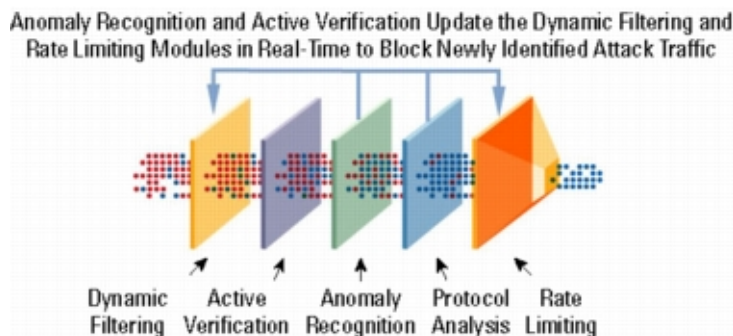 Anomaly Recognition and Active Verification Update the Dynamic Filtering and
Rate Limiting Modules in Real-Time to Block Newly Identified Attack Traffic
Dynamic Filtering
Active Verification
Anomaly Recognition
Protocol Analysis
Rate Limiting